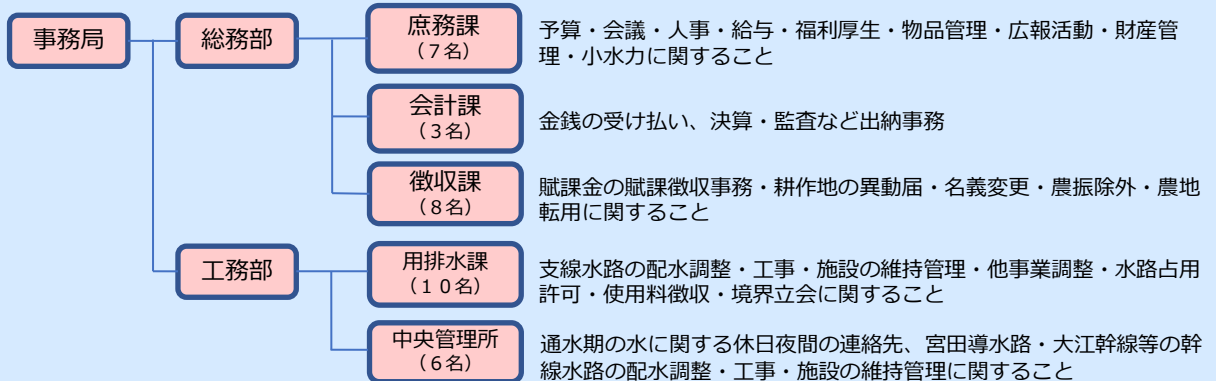 事務局
総務部
庶務課
（７名）
予算・会議・人事・給与・福利厚生・物品管理・広報活動・財産管
理・小水力に関すること
会計課
（３名）
金銭の受け払い、決算・監査など出納事務
徴収課
（８名）
賦課金の賦課徴収事務・耕作地の異動届・名義変更・農振除外・農地
転用に関すること
工務部
用排水課
（１０名）
支線水路の配水調整・工事・施設の維持管理・他事業調整・水路占用
許可・使用料徴収・境界立会に関すること
中央管理所
（６名）
通水期の水に関する休日夜間の連絡先、宮田導水路・大江幹線等の幹
線水路の配水調整・工事・施設の維持管理に関すること